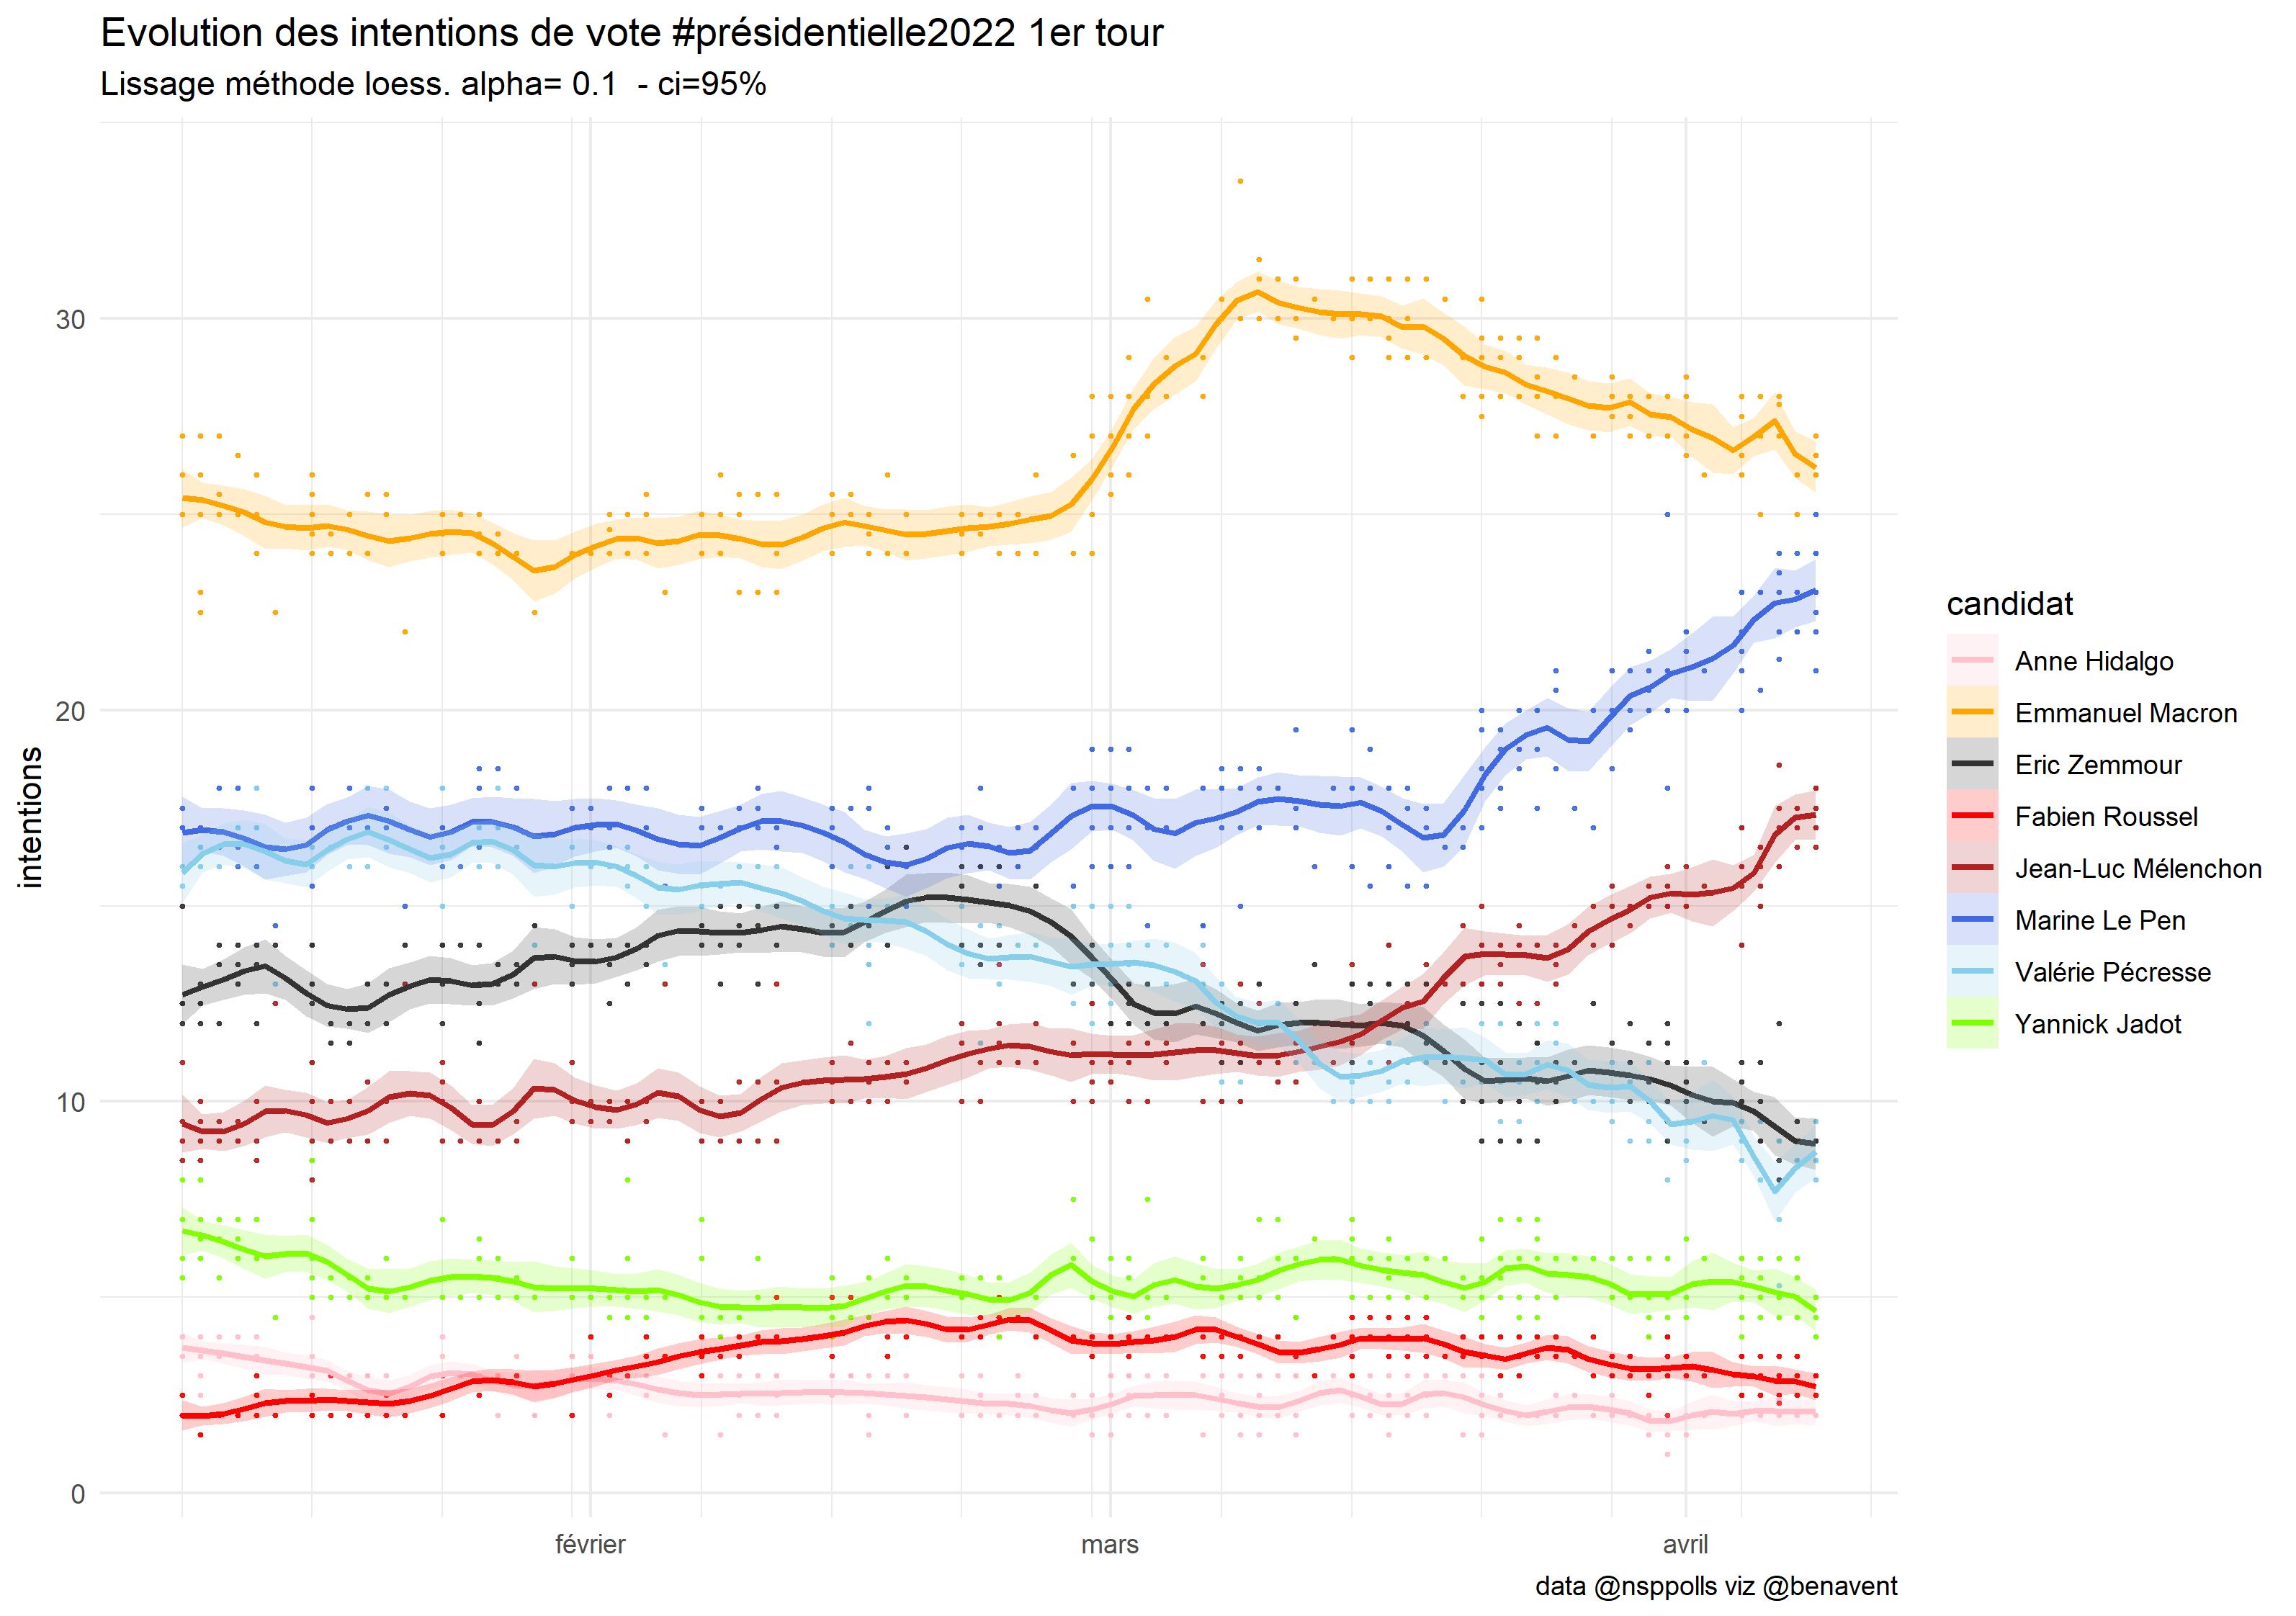 Evolution des intentions de vote #présidentielle2022 1er tour
Lissage méthode loess. alpha= 0.1  - ci=95%
intentions
30
20
10
0
février
mars
avril
candidat
Anne Hidalgo
Emmanuel Macron
Eric Zemmour
Fabien Roussel
Jean-Luc Mélenchon
Marine Le Pen
Valérie Pécresse
Yannick Jadot
data @nsppolls viz @benavent